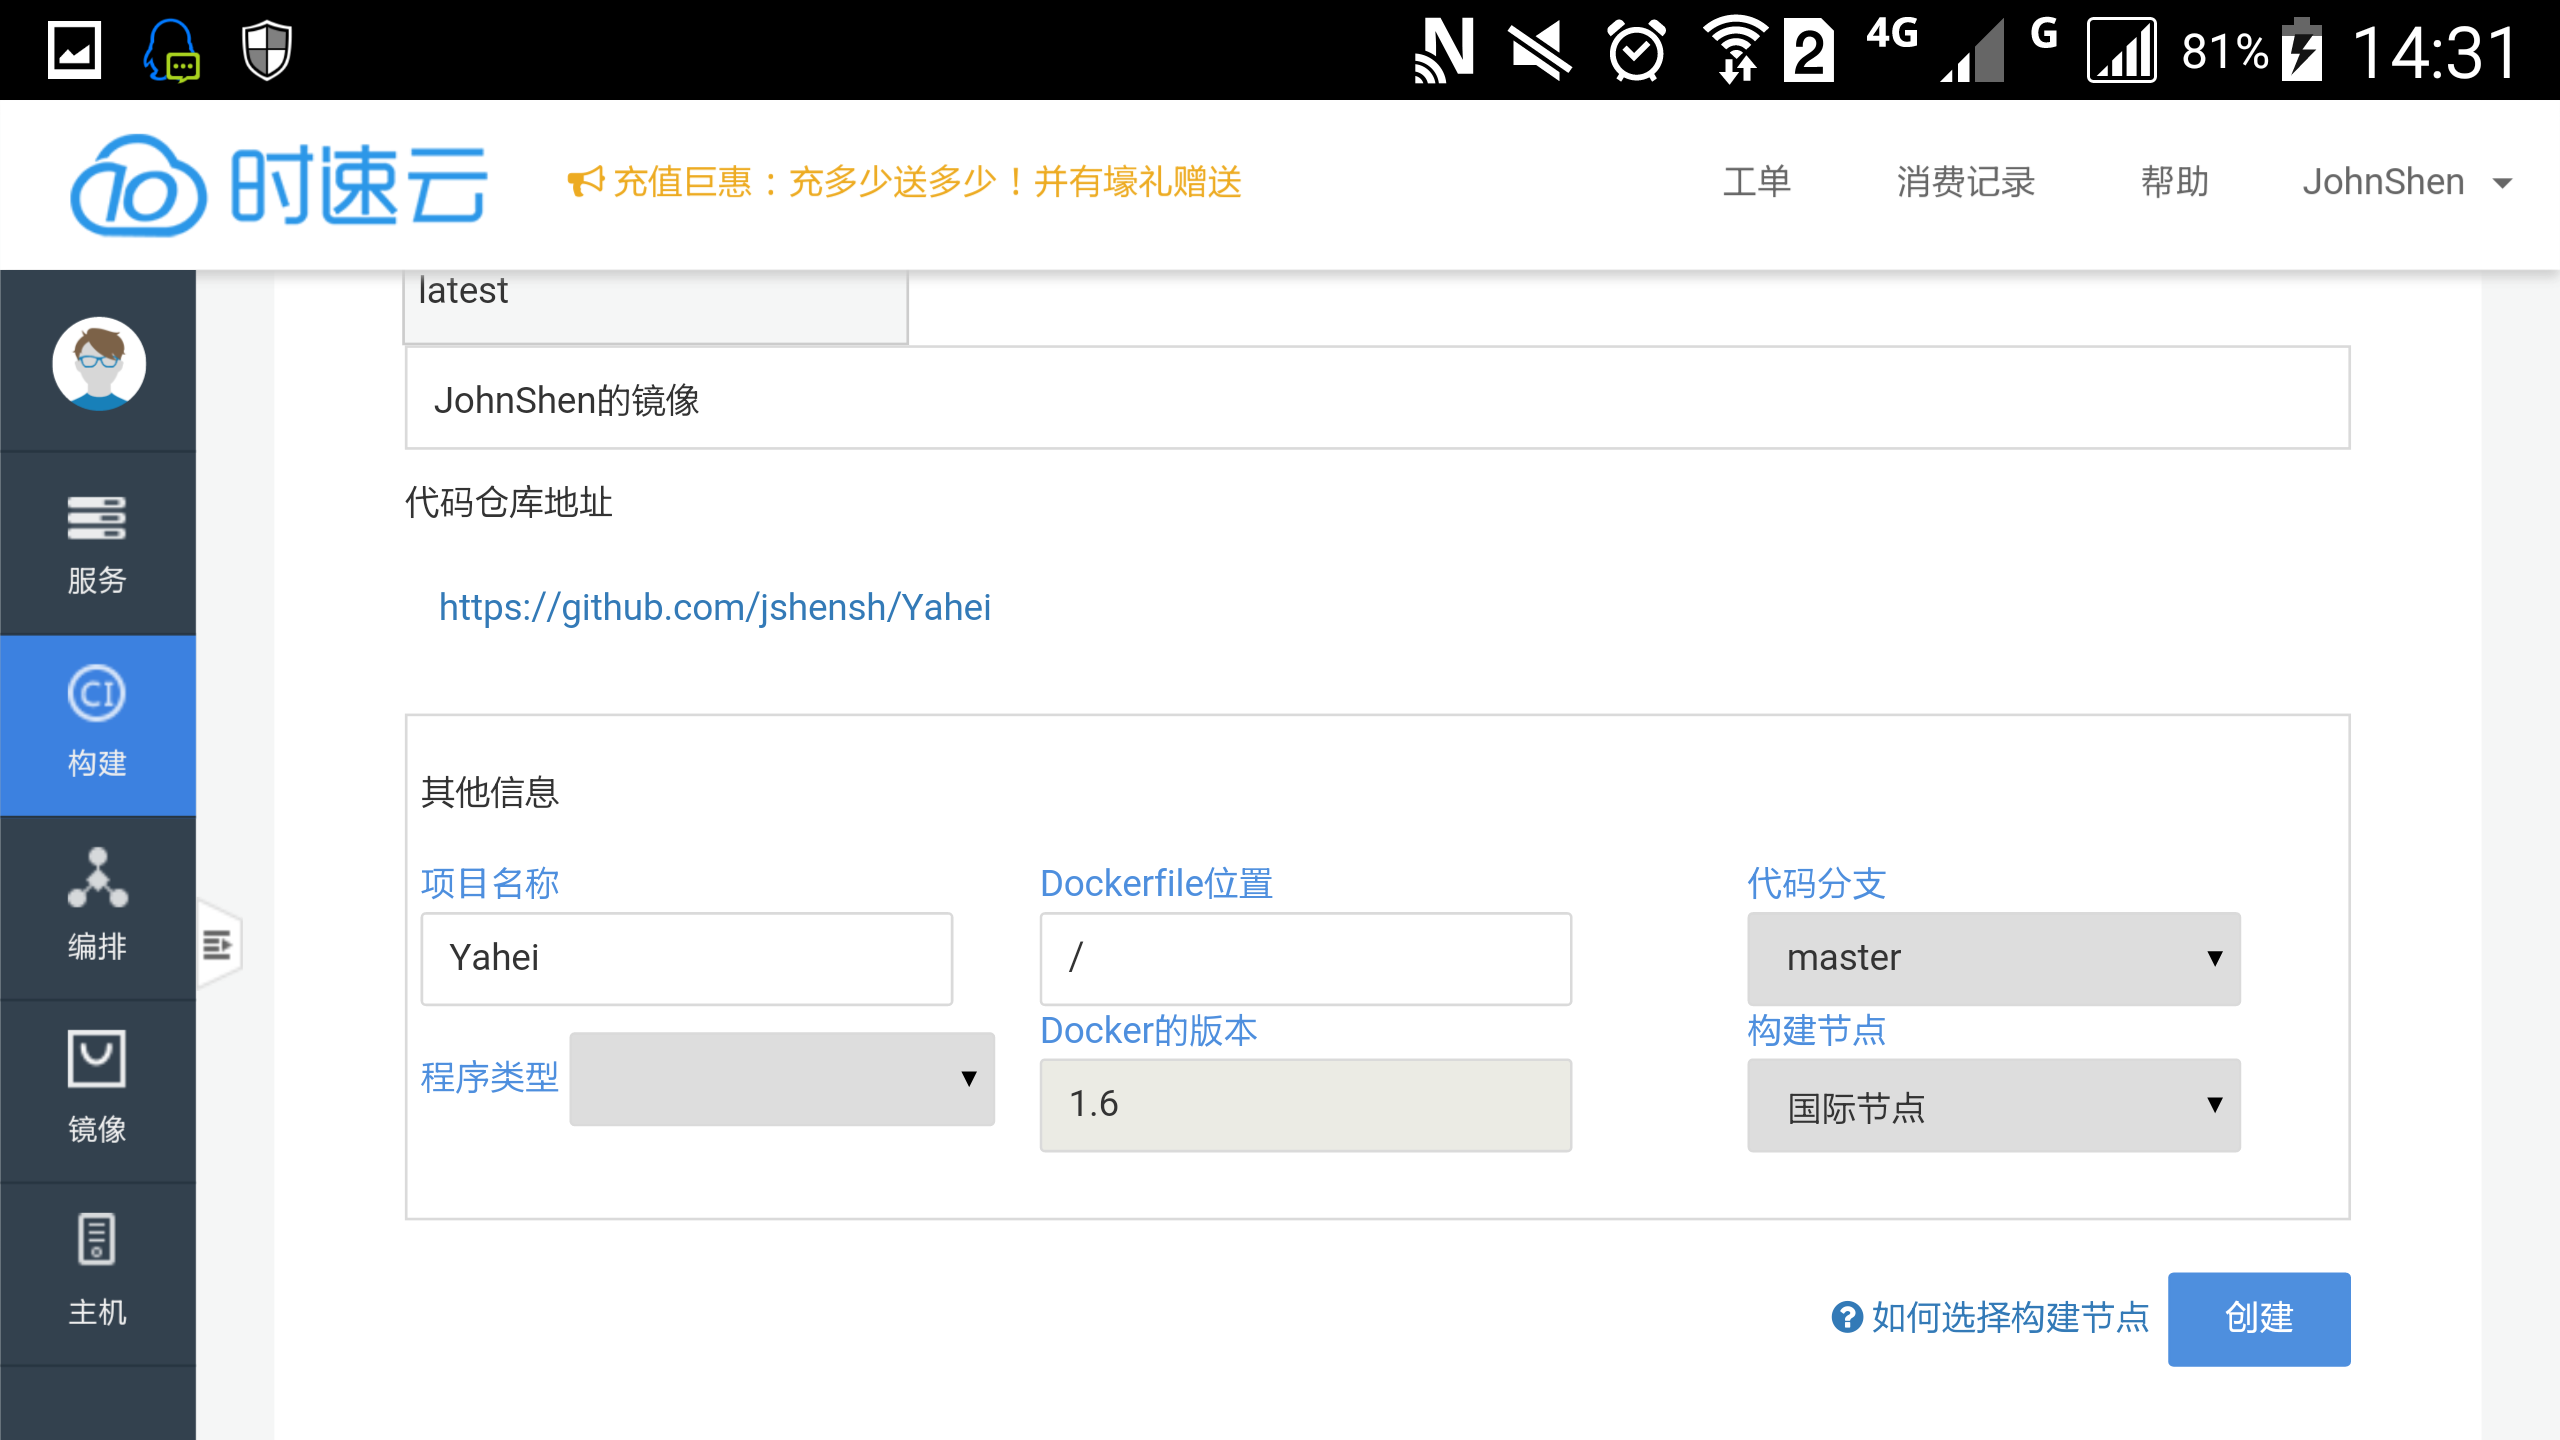 4G G 81% 14:31
时速云 充值巨惠：充多少送多少！并有壕礼赠送 工单 消费记录 帮助 JohnShen
latest
JohnShen的镜像
代码仓库地址
https://github.com/jshensh/Yahei
服务
构建
编排
镜像
主机
其他信息
项目名称 Dockerfile位置 代码分支
Yahei / master
程序类型 Docker的版本 构建节点
1.6 国际节点
如何选择构建节点 创建